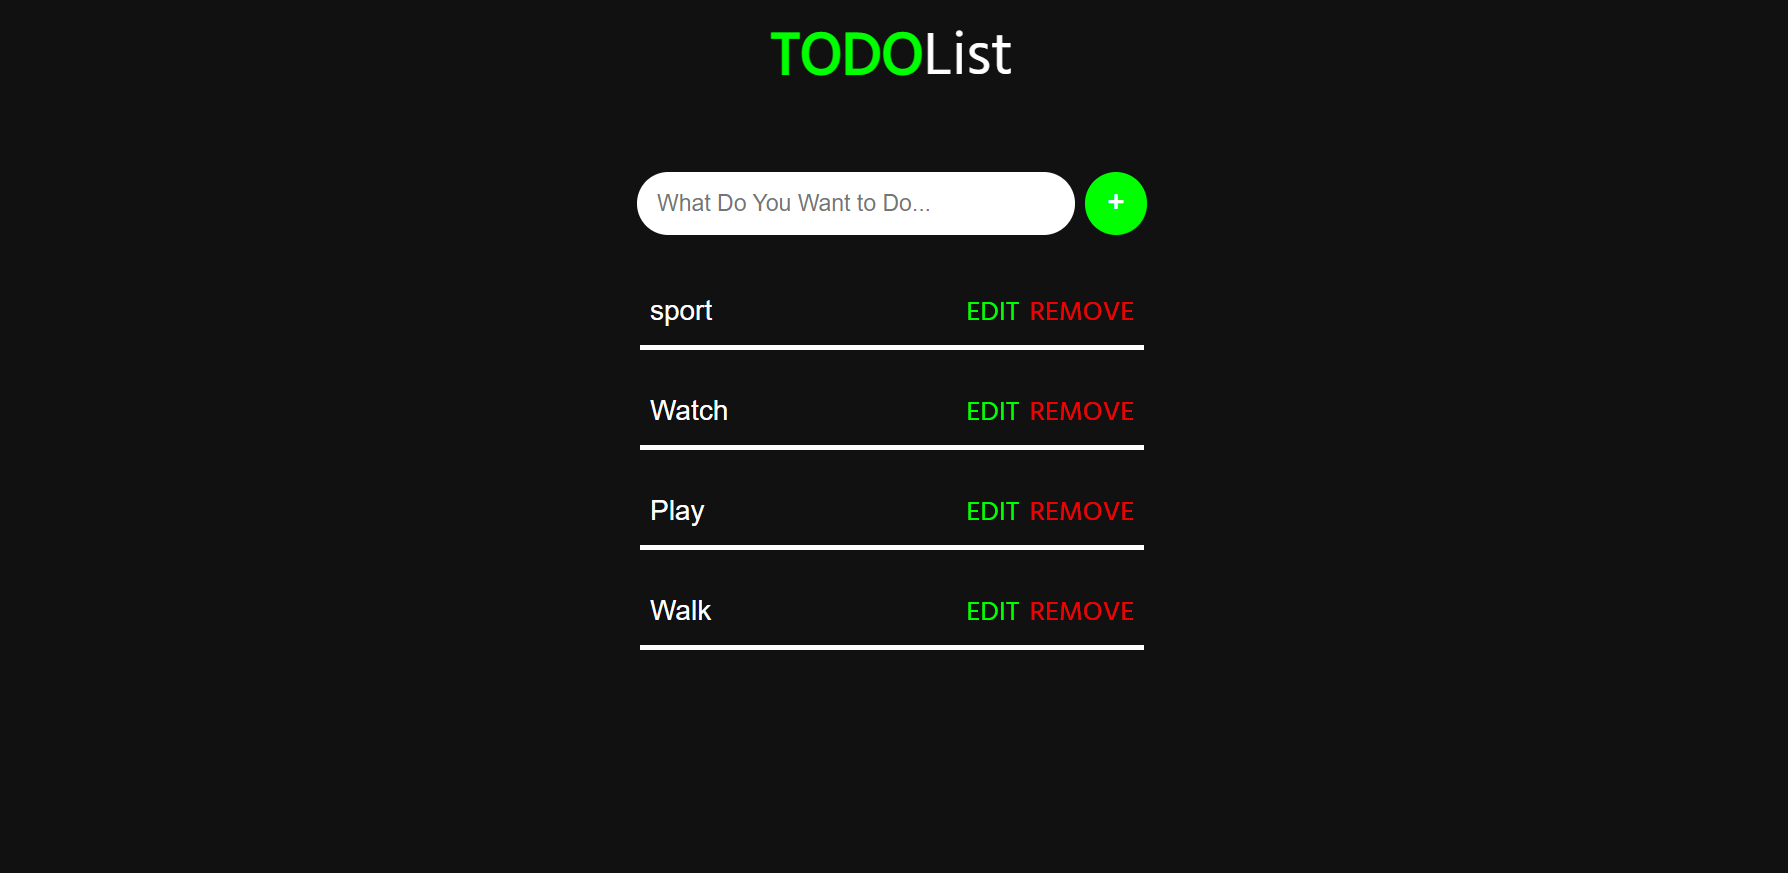 TODOList
What Do You Want to Do...
+
sport EDIT REMOVE
Watch EDIT REMOVE
Play EDIT REMOVE
Walk EDIT REMOVE